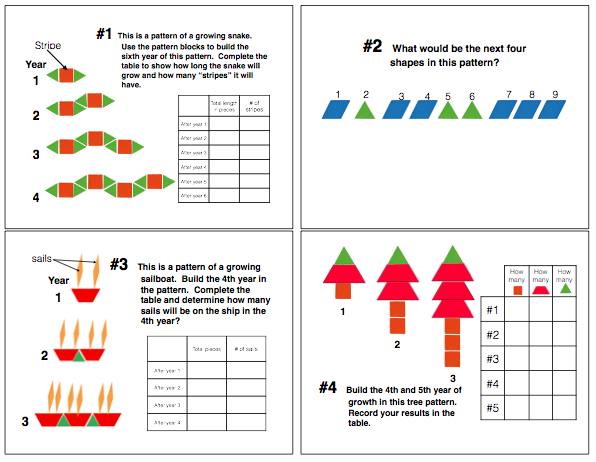 #1 This is a pattern of a growing snake.
Use the pattern blocks to build the
sixth year of this pattern. Complete the
table to show how long the snake will
grow and how many “stripes” it will
have.
Stripe
Year
1
2
3
4
Total length
# of
stripes
After year 1
After year 2
After year 3
After year 4
After year 5
After year 6
#2 What would be the next four
shapes in this pattern?
1 2 3 4 5 6 7 8 9
sails
Year
1
2
3
#3 This is a pattern of a growing
sailboat. Build the 4th year in
the pattern. Complete the
table and determine how many
sails will be on the ship in the
4th year?
Total pieces # of sails
After year 1
After year 2
After year 3
After year 4
1
2
3
#4 Build the 4th and 5th year of
growth in this tree pattern.
Record your results in the
table.
How How How
many many many
#1
#2
#3
#4
#5